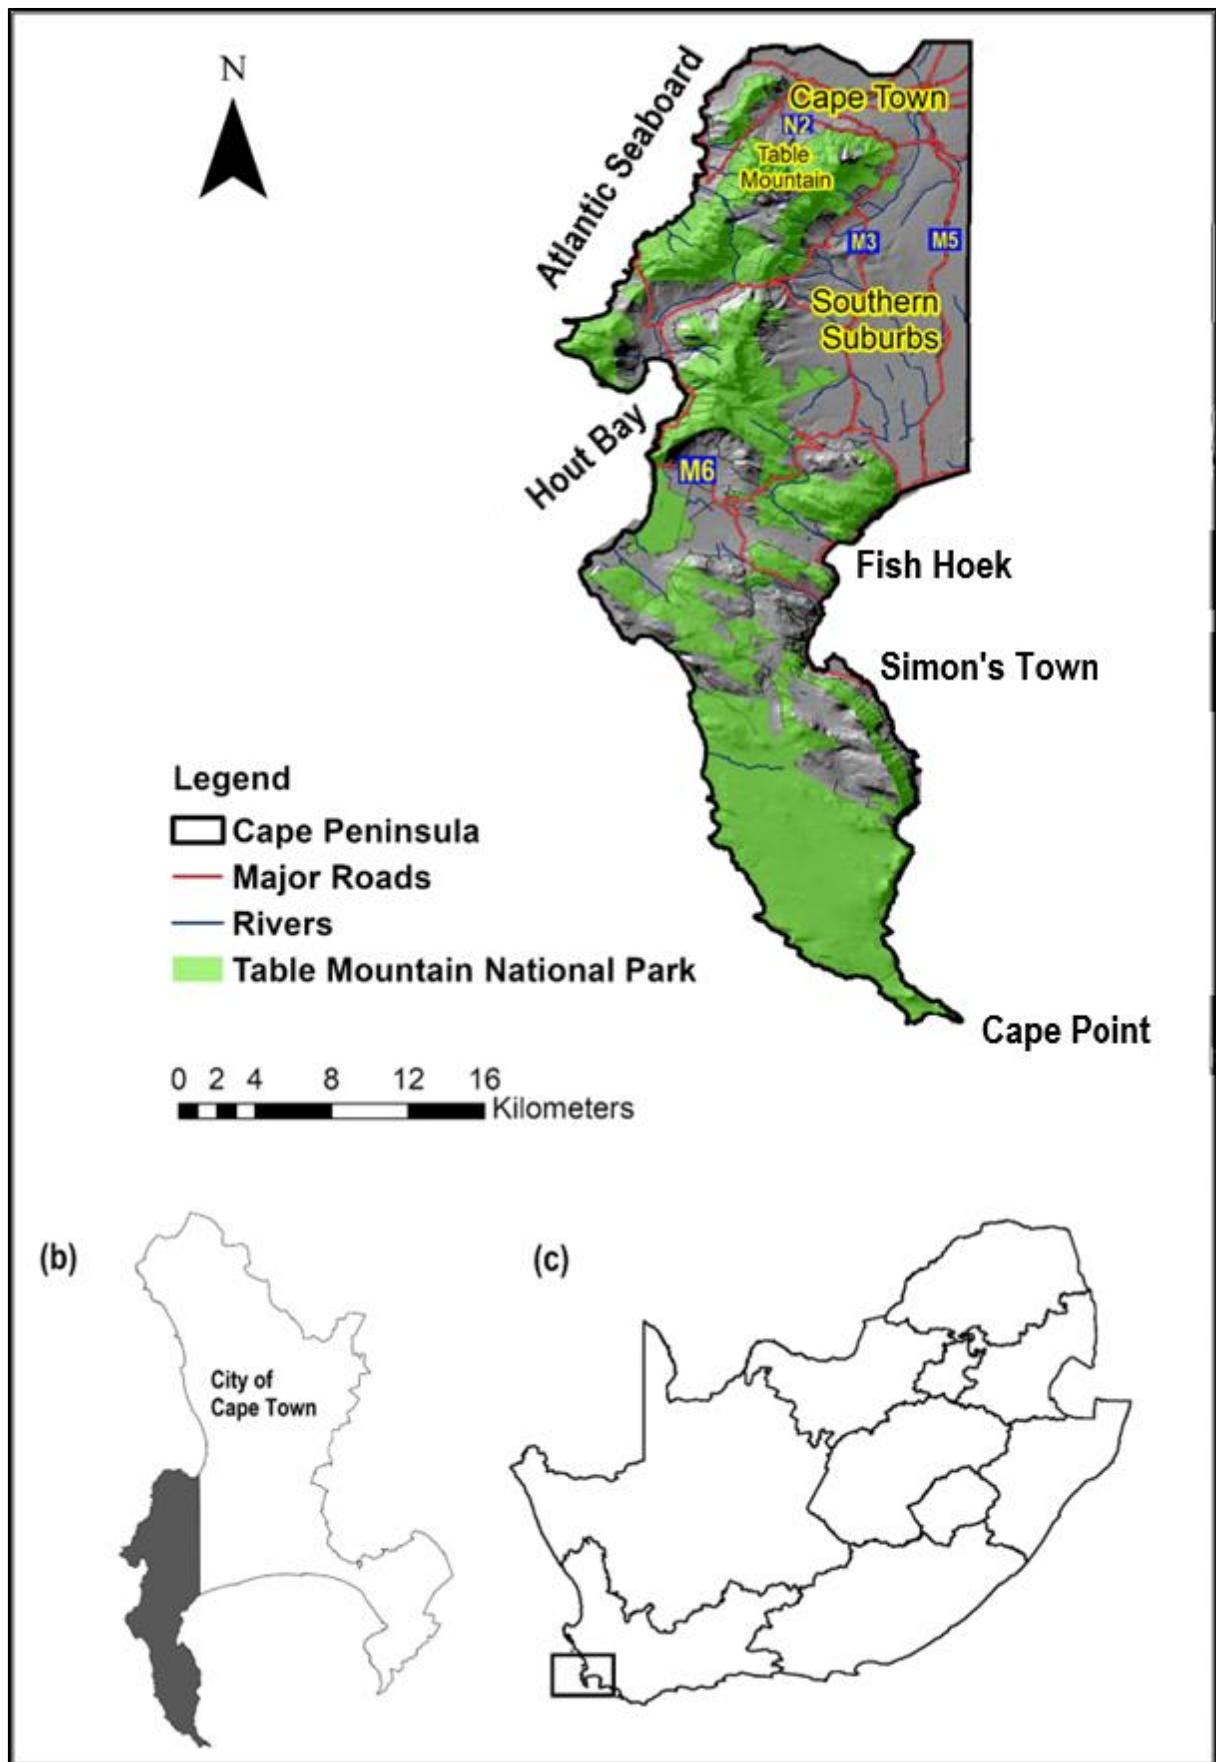 N
Atlantic Seaboard
Cape Town
N2
Table
Mountain
M3
M5
Southern
Suburbs
Hout Bay
M6
Fish Hoek
Simon's Town
Legend
Cape Peninsula
Major Roads
Rivers
Table Mountain National Park
Cape Point
0 2 4 8 12 16
Kilometers
(b)
City of
Cape Town
(c)